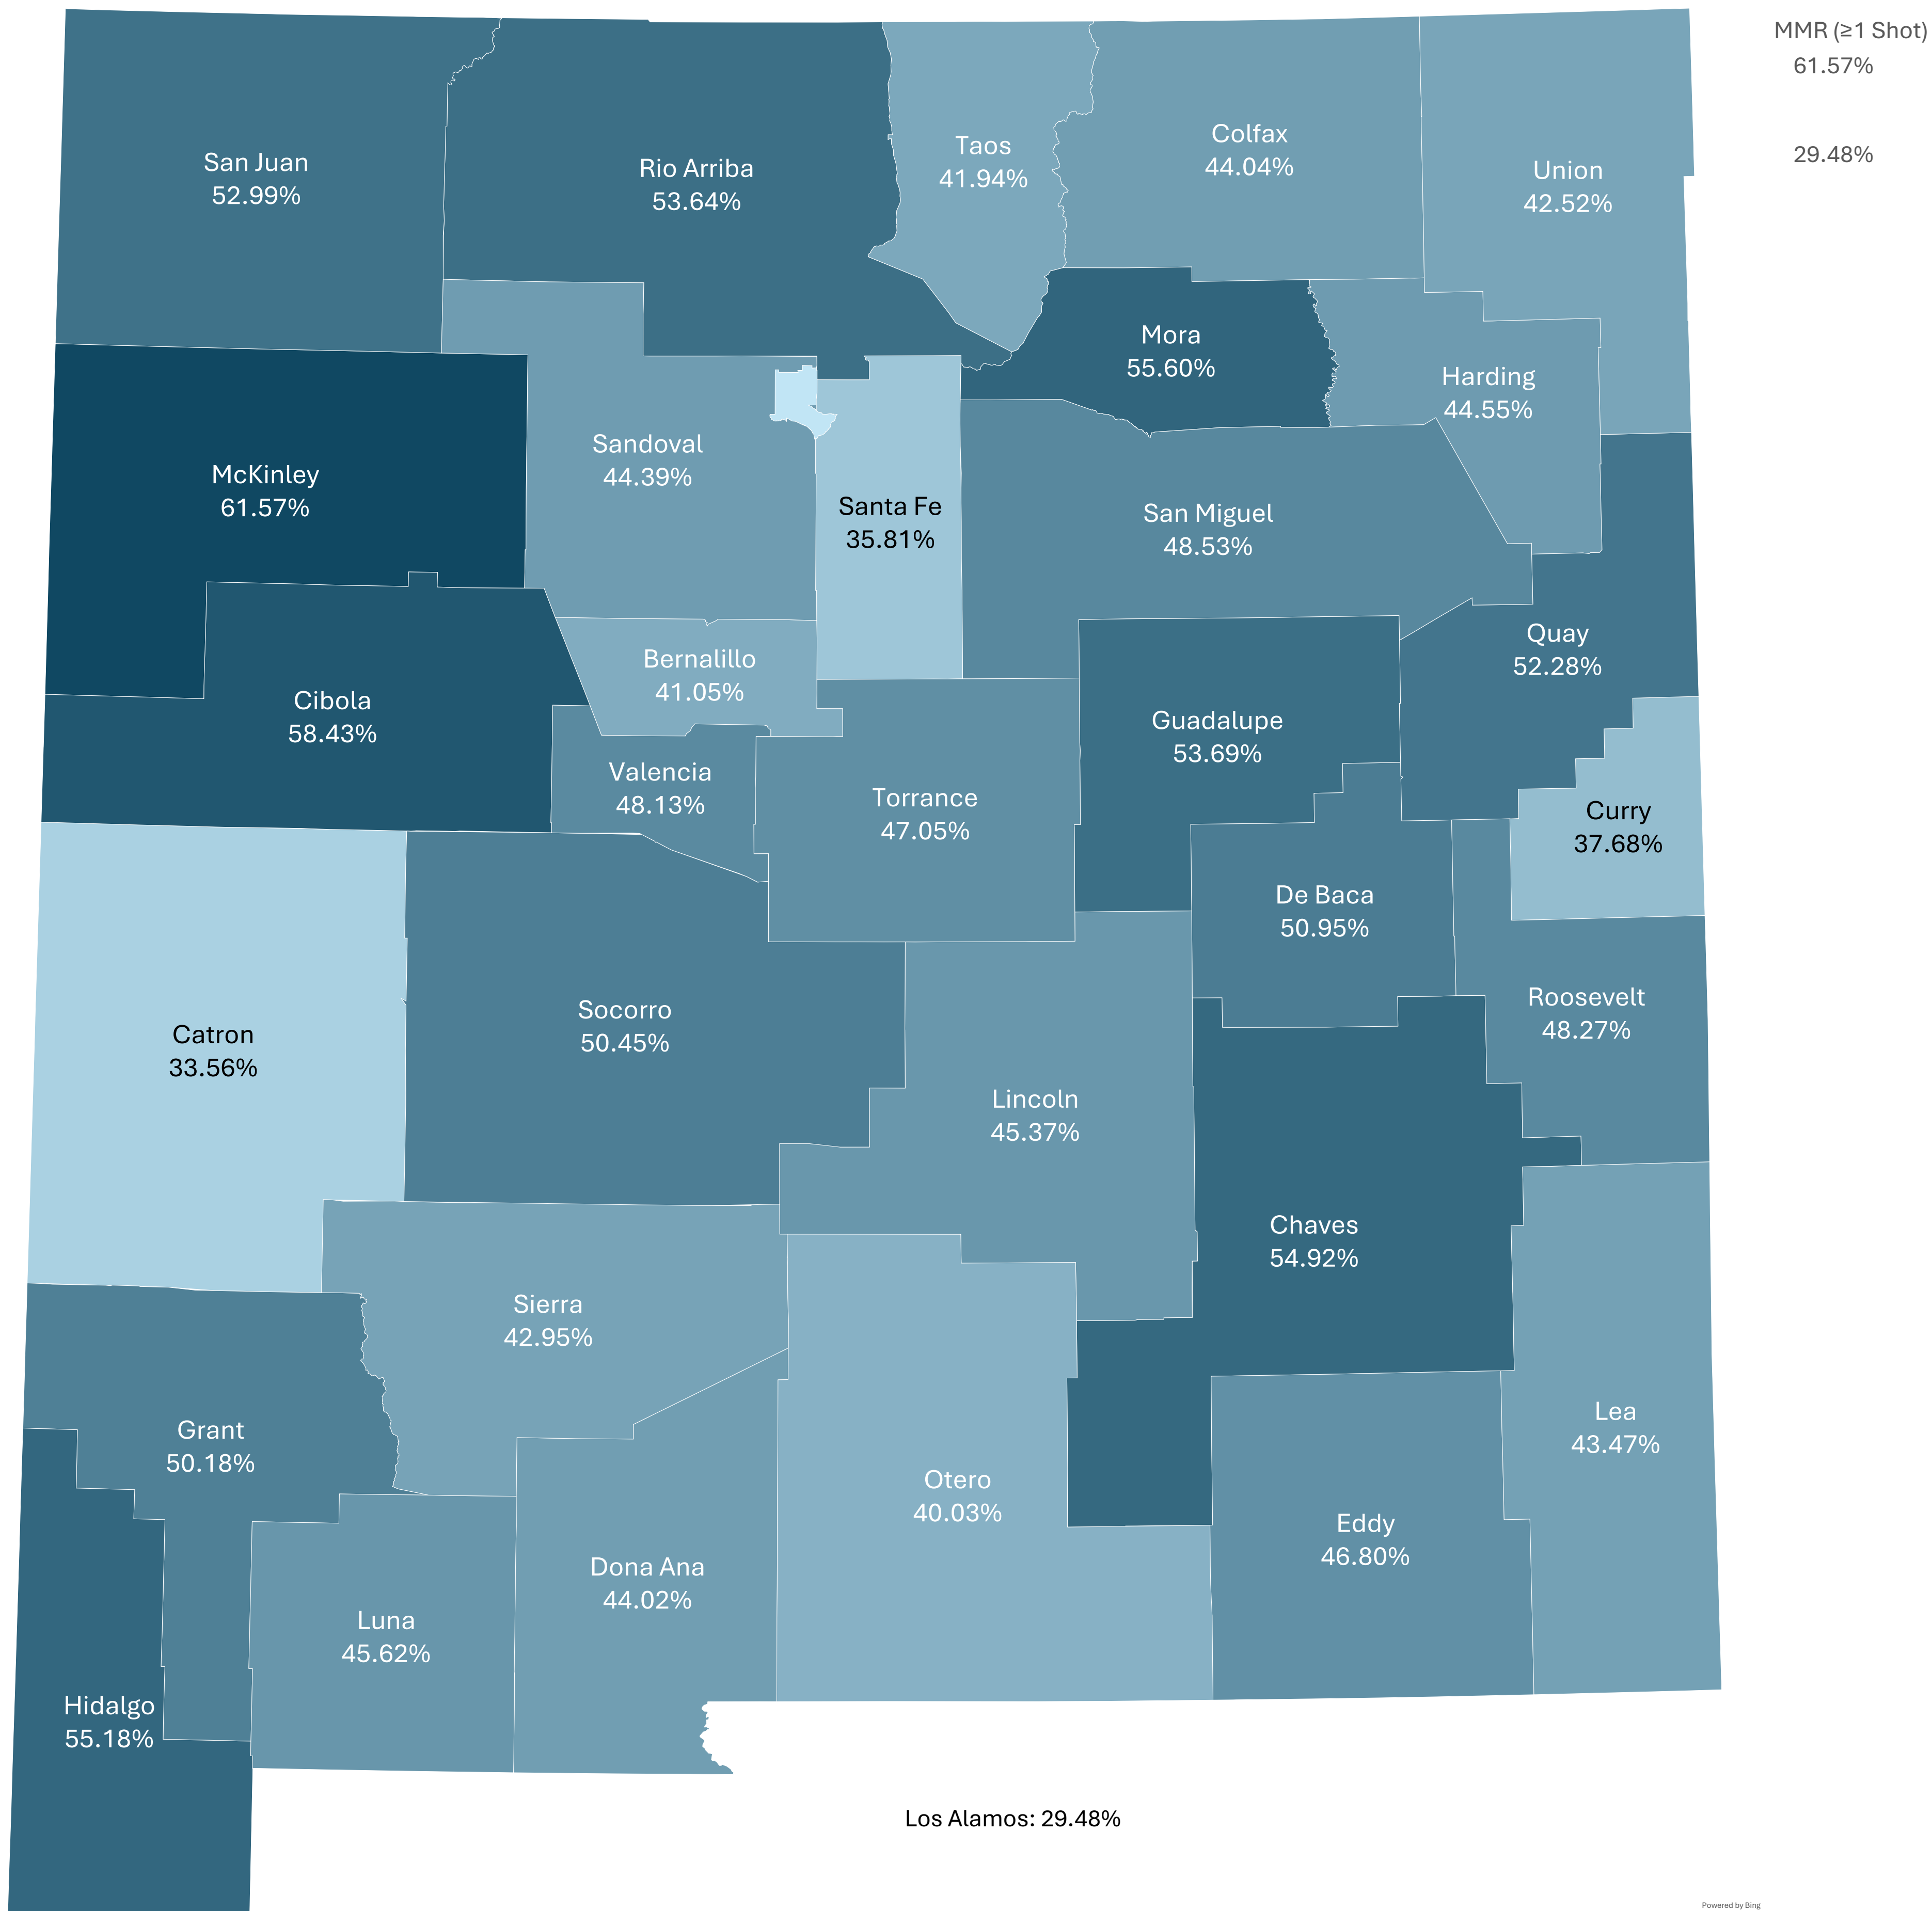 MMR (≥1 Shot)
61.57%
29.48%
San Juan
52.99%
Rio Arriba
53.64%
Taos
41.94%
Colfax
44.04%
Union
42.52%
Mora
55.60%
Harding
44.55%
McKinley
61.57%
Sandoval
44.39%
Santa Fe
35.81%
San Miguel
48.53%
Quay
52.28%
Cibola
58.43%
Bernalillo
41.05%
Valencia
48.13%
Torrance
47.05%
Guadalupe
53.69%
Curry
37.68%
De Baca
50.95%
Catron
33.56%
Socorro
50.45%
Roosevelt
48.27%
Lincoln
45.37%
Chaves
54.92%
Sierra
42.95%
Grant
50.18%
Lea
43.47%
Otero
40.03%
Eddy
46.80%
Dona Ana
44.02%
Luna
45.62%
Hidalgo
55.18%
Los Alamos: 29.48%
Powered by Bing